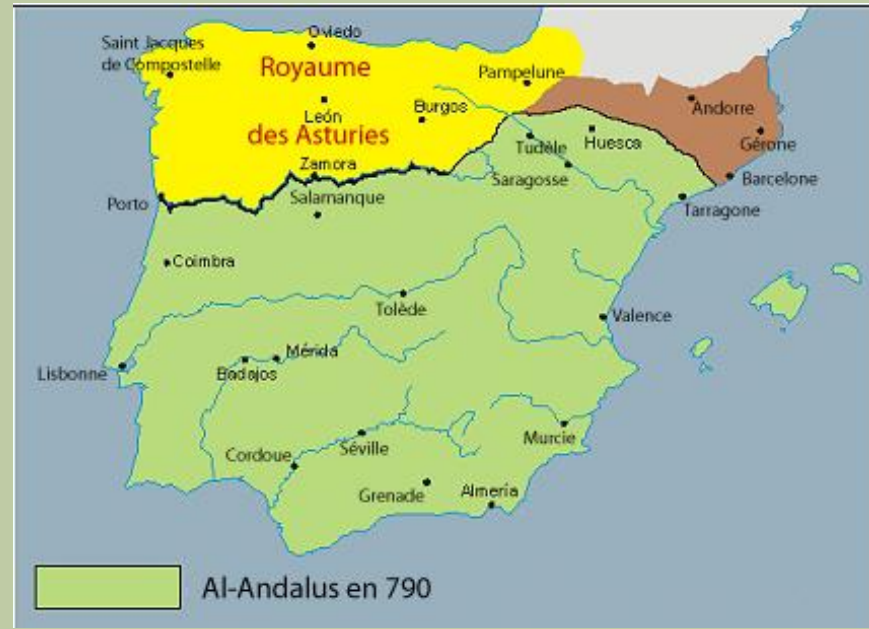 Oviedo
Saint Jacques
de Compostelle
Royaume
Pampelune
León
Burgos
Andorre
des Asturies
Tudèle
Huesca
Gérone
Zamora
Saragosse
Barcelone
Porto
Salamanque
Tarragone
Coimbra
Tolède
Valence
Lisbonne
Badajos
Mérida
Cordoue
Séville
Murcie
Grenade
Almería
Al-Andalus en 790